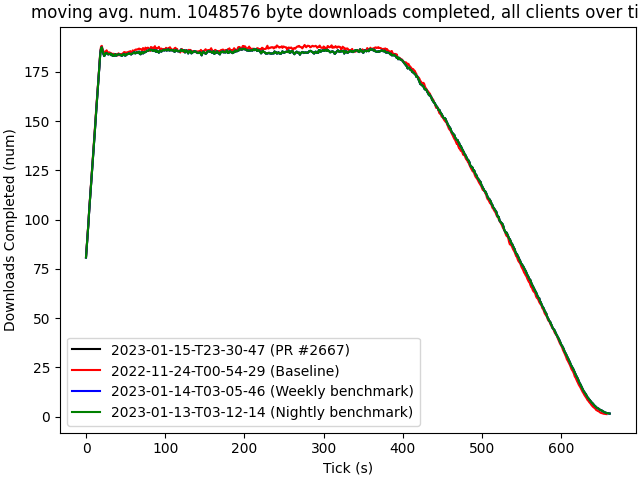 moving avg. num. 1048576 byte downloads completed, all clients over ti
Downloads Completed (num)
175
150
125
100
75
50
25
0
2023-01-15-T23-30-47 (PR #2667)
2022-11-24-T00-54-29 (Baseline)
2023-01-14-T03-05-46 (Weekly benchmark)
2023-01-13-T03-12-14 (Nightly benchmark)
0 100 200 300 400 500 600
Tick (s)